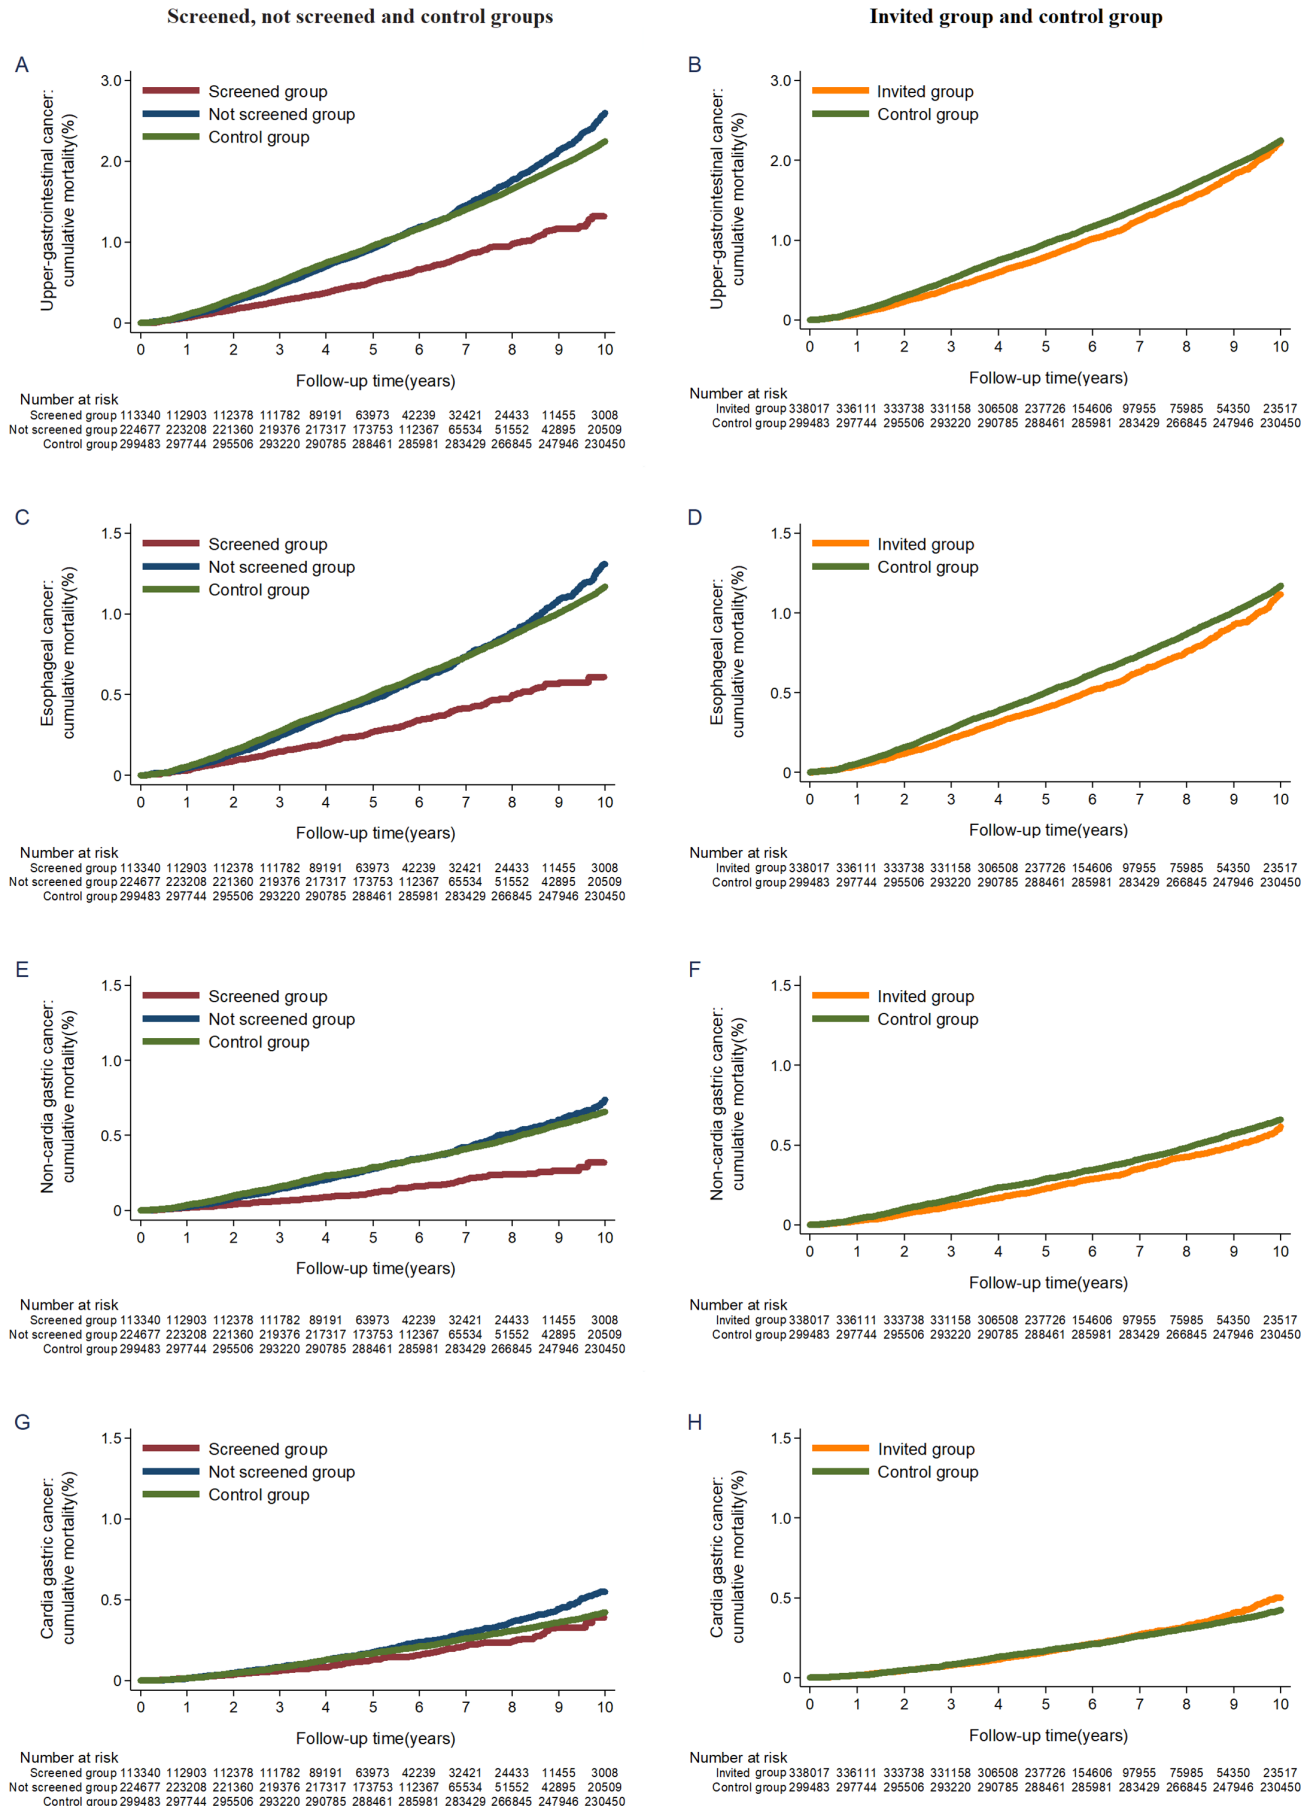 Screened, not screened and control groups
Invited group and control group
A
Upper-gastrointestinal cancer:
cumulative mortality(%)
3.0
2.0
1.0
0
Screened group
Not screened group
Control group
0 1 2 3 4 5 6 7 8 9 10
Follow-up time(years)
Number at risk
Screened group 113340 112903 112378 111782 89191 63973 42239 32421 24433 11455 3008
Not screened group 224677 223208 221360 219376 217317 173753 112367 65534 51552 42895 20509
Control group 299483 297744 295506 293220 290785 288461 285981 283429 266845 247946 230450
B
Upper-gastrointestinal cancer:
cumulative mortality(%)
3.0
2.0
1.0
0
Invited group
Control group
0 1 2 3 4 5 6 7 8 9 10
Follow-up time(years)
Number at risk
Invited group 338017 336111 333738 331158 306508 237726 154606 97955 75985 54350 23517
Control group 299483 297744 295506 293220 290785 288461 285981 283429 266845 247946 230450
C
Esophageal cancer:
cumulative mortality(%)
1.5
1.0
0.5
0
Screened group
Not screened group
Control group
0 1 2 3 4 5 6 7 8 9 10
Follow-up time(years)
Number at risk
Screened group 113340 112903 112378 111782 89191 63973 42239 32421 24433 11455 3008
Not screened group 224677 223208 221360 219376 217317 173753 112367 65534 51552 42895 20509
Control group 299483 297744 295506 293220 290785 288461 285981 283429 266845 247946 230450
D
Esophageal cancer:
cumulative mortality(%)
1.5
1.0
0.5
0
Invited group
Control group
0 1 2 3 4 5 6 7 8 9 10
Follow-up time(years)
Number at risk
Invited group 338017 336111 333738 331158 306508 237726 154606 97955 75985 54350 23517
Control group 299483 297744 295506 293220 290785 288461 285981 283429 266845 247946 230450
E
Non-cardia gastric cancer:
cumulative mortality(%)
1.5
1.0
0.5
0
Screened group
Not screened group
Control group
0 1 2 3 4 5 6 7 8 9 10
Follow-up time(years)
Number at risk
Screened group 113340 112903 112378 111782 89191 63973 42239 32421 24433 11455 3008
Not screened group 224677 223208 221360 219376 217317 173753 112367 65534 51552 42895 20509
Control group 299483 297744 295506 293220 290785 288461 285981 283429 266845 247946 230450
F
Non-cardia gastric cancer:
cumulative mortality(%)
1.5
1.0
0.5
0
Invited group
Control group
0 1 2 3 4 5 6 7 8 9 10
Follow-up time(years)
Number at risk
Invited group 338017 336111 333738 331158 306508 237726 154606 97955 75985 54350 23517
Control group 299483 297744 295506 293220 290785 288461 285981 283429 266845 247946 230450
G
Cardia gastric cancer:
cumulative mortality(%)
1.5
1.0
0.5
0
Screened group
Not screened group
Control group
0 1 2 3 4 5 6 7 8 9 10
Follow-up time(years)
Number at risk
Screened group 113340 112903 112378 111782 89191 63973 42239 32421 24433 11455 3008
Not screened group 224677 223208 221360 219376 217317 173753 112367 65534 51552 42895 20509
Control group 299483 297744 295506 293220 290785 288461 285981 283429 266845 247946 230450
H
Cardia gastric cancer:
cumulative mortality(%)
1.5
1.0
0.5
0
Invited group
Control group
0 1 2 3 4 5 6 7 8 9 10
Follow-up time(years)
Number at risk
Invited group 338017 336111 333738 331158 306508 237726 154606 97955 75985 54350 23517
Control group 299483 297744 295506 293220 290785 288461 285981 283429 266845 247946 230450